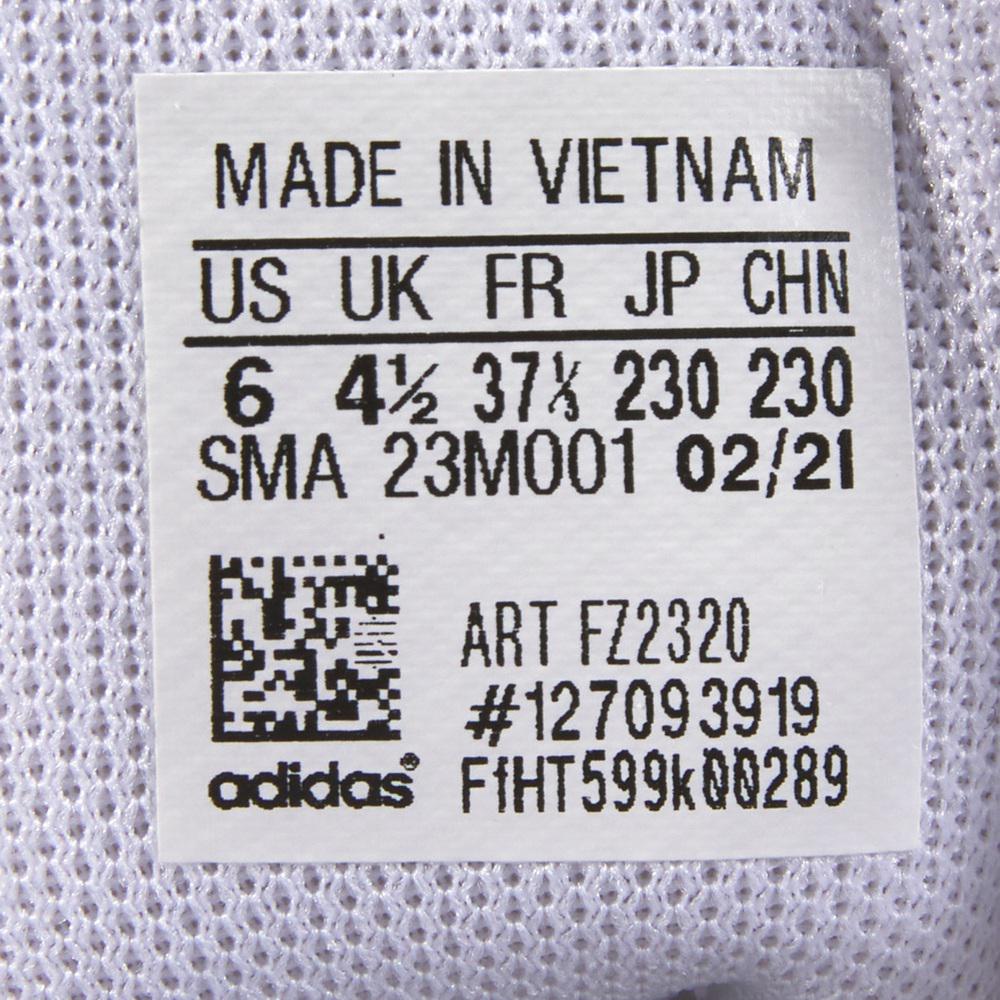 MADE IN VIETNAM
US UK FR JP CHN
6 4½ 37⅓ 230 230
SMA 23M001 02/21
ART FZ2320
#127093919
adidas®
F1HT599k00289